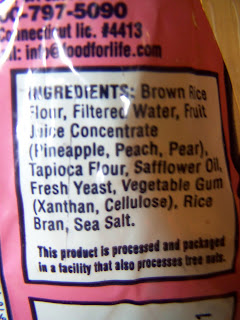 -797-5090
Connecticut lic. #4413
l: info@foodforlife.com
INGREDIENTS: Brown Rice
Flour, Filtered Water, Fruit
Juice Concentrate
(Pineapple, Peach, Pear),
Tapioca Flour, Safflower Oil,
Fresh Yeast, Vegetable Gum
(Xanthan, Cellulose), Rice
Bran, Sea Salt.
This product is processed and packaged
in a facility that also processes tree nuts.